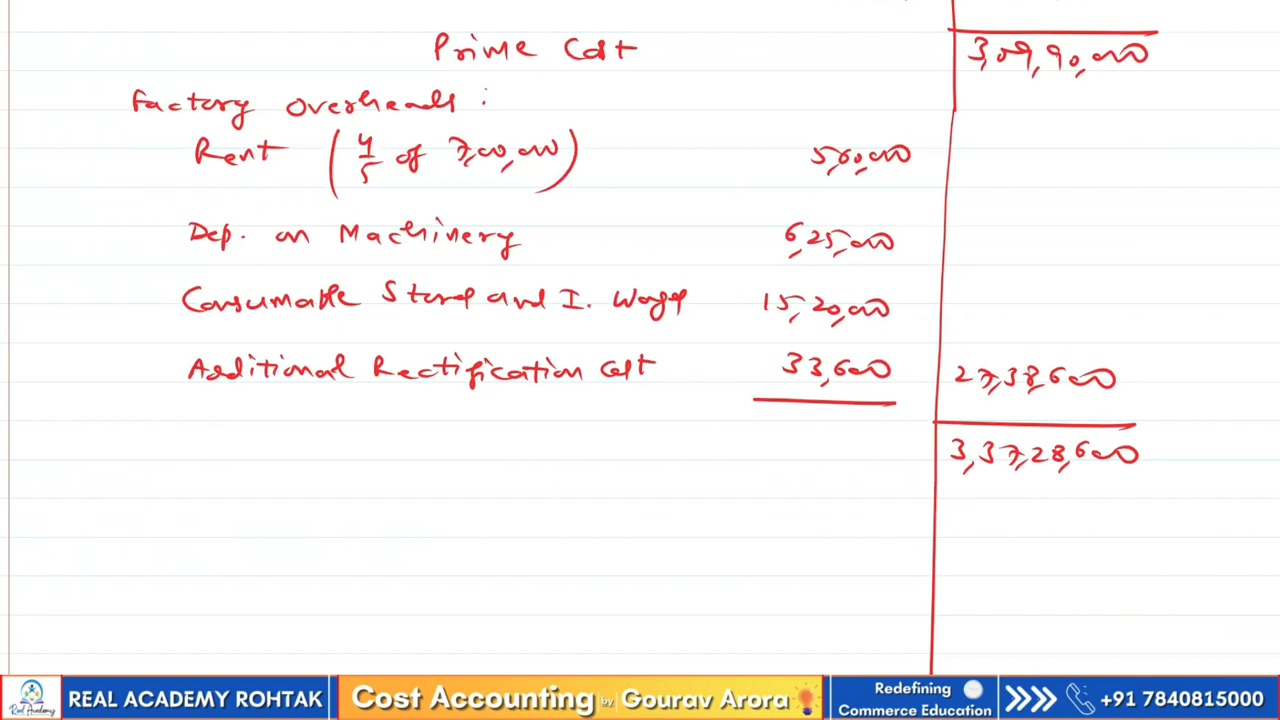 Prime Cost 3,09,90,000
Factory Overheads :
Rent (4/5 of 7,00,000) 5,60,000
Dep. on Machinery 6,25,000
Consumable Stores and I. Wages 15,20,000
Additional Rectification Cost 33,600 27,38,600
3,37,28,600
Real Academy
REAL ACADEMY ROHTAK
Cost Accounting by Gourav Arora
Redefining
Commerce Education
+91 7840815000